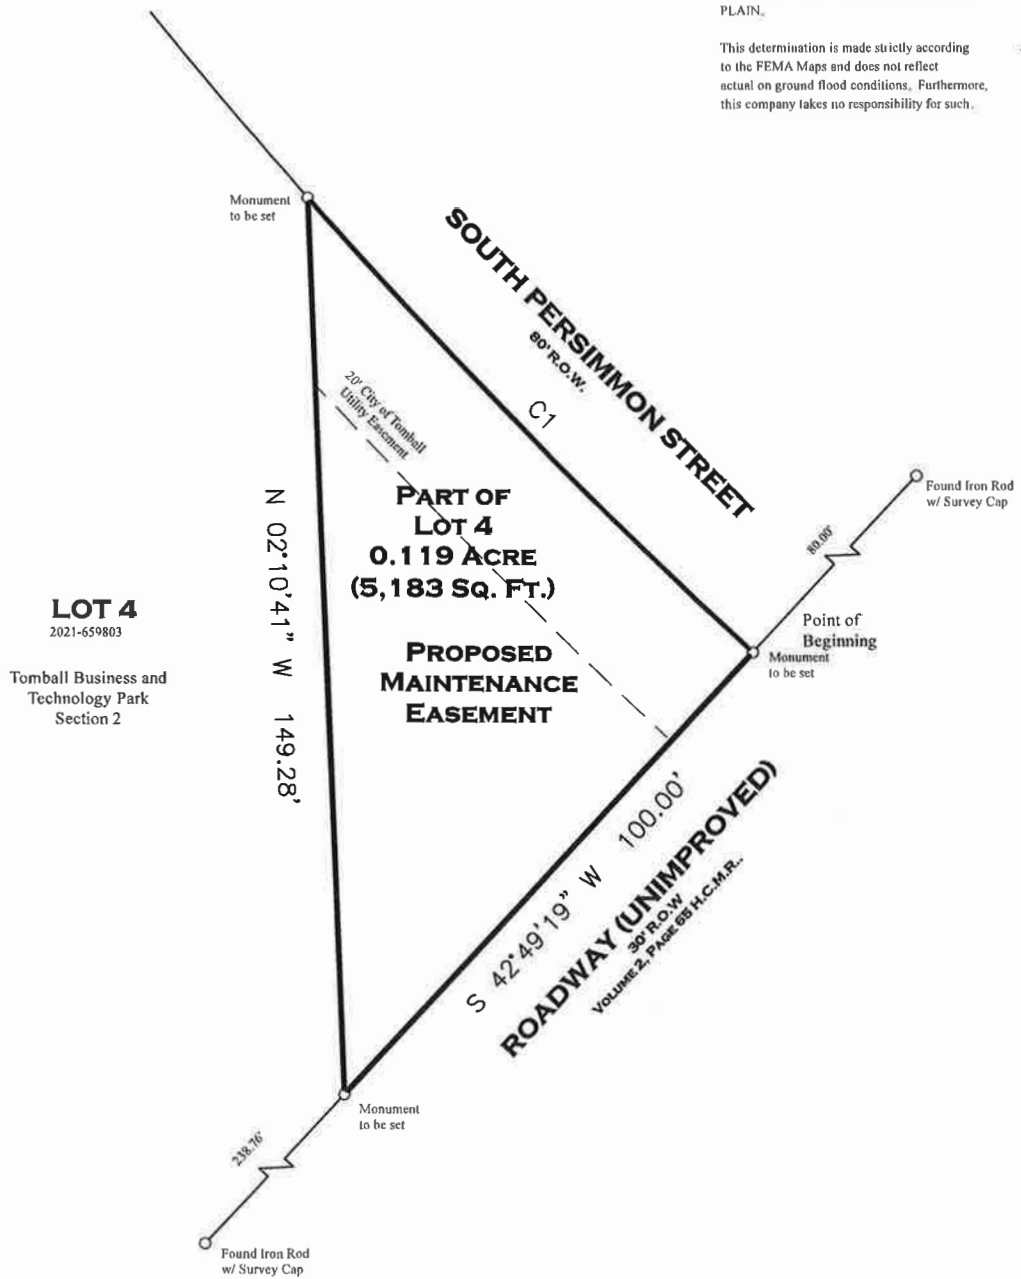 PLAIN.
This determination is made strictly according
to the FEMA Maps and does not reflect
actual on ground flood conditions. Furthermore,
this company takes no responsibility for such.
Monument
to be set
SOUTH PERSIMMON STREET
80' R.O.W.
C1
20' City of Tomball
Utility Easement
Found Iron Rod
w/ Survey Cap
80.00'
PART OF
LOT 4
0.119 ACRE
(5,183 SQ. FT.)
N 02°10'41" W 149.28'
LOT 4
2021-659803
Tomball Business and
Technology Park
Section 2
Point of
Beginning
Monument
to be set
PROPOSED
MAINTENANCE
EASEMENT
S 42°49'19" W 100.00'
ROADWAY (UNIMPROVED)
30' R.O.W
VOLUME 2, PAGE 65 H.C.M.R..
Monument
to be set
238.76'
Found Iron Rod
w/ Survey Cap